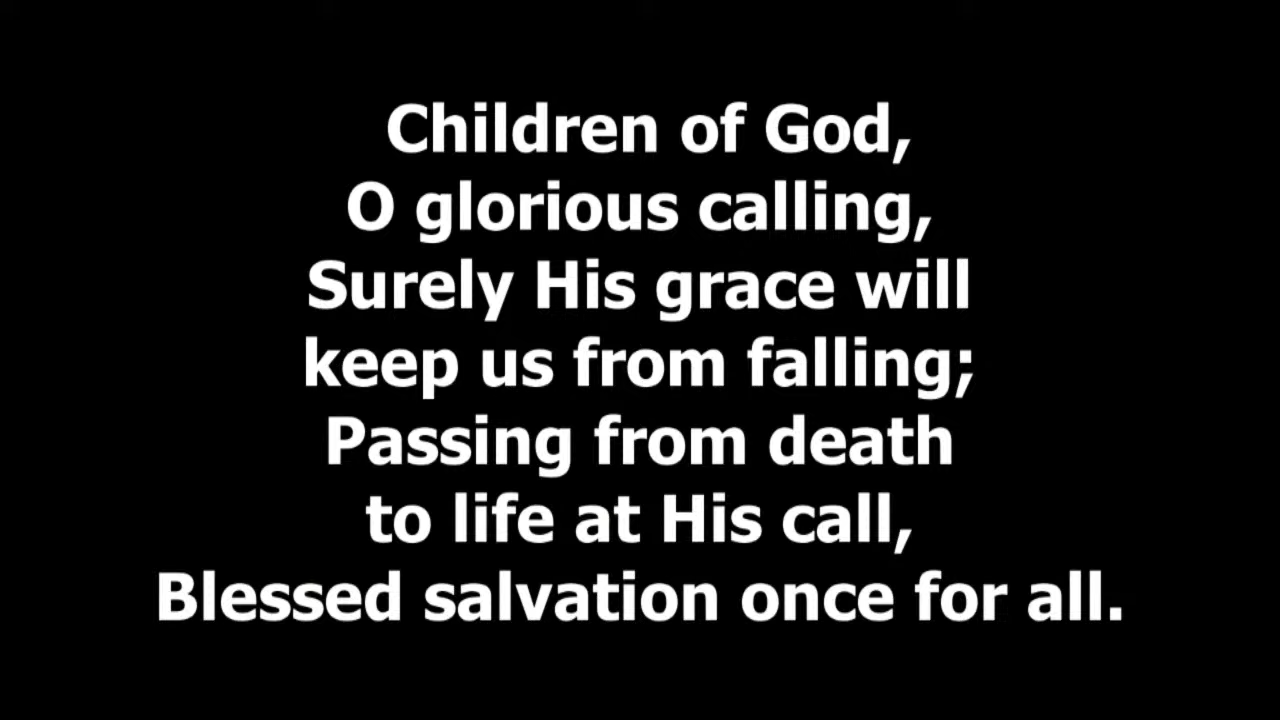 Children of God,
O glorious calling,
Surely His grace will
keep us from falling;
Passing from death
to life at His call,
Blessed salvation once for all.